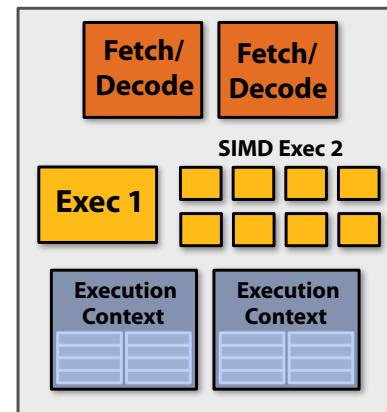 Fetch/
Decode
Fetch/
Decode
SIMD Exec 2
Exec 1
Execution
Context
Execution
Context